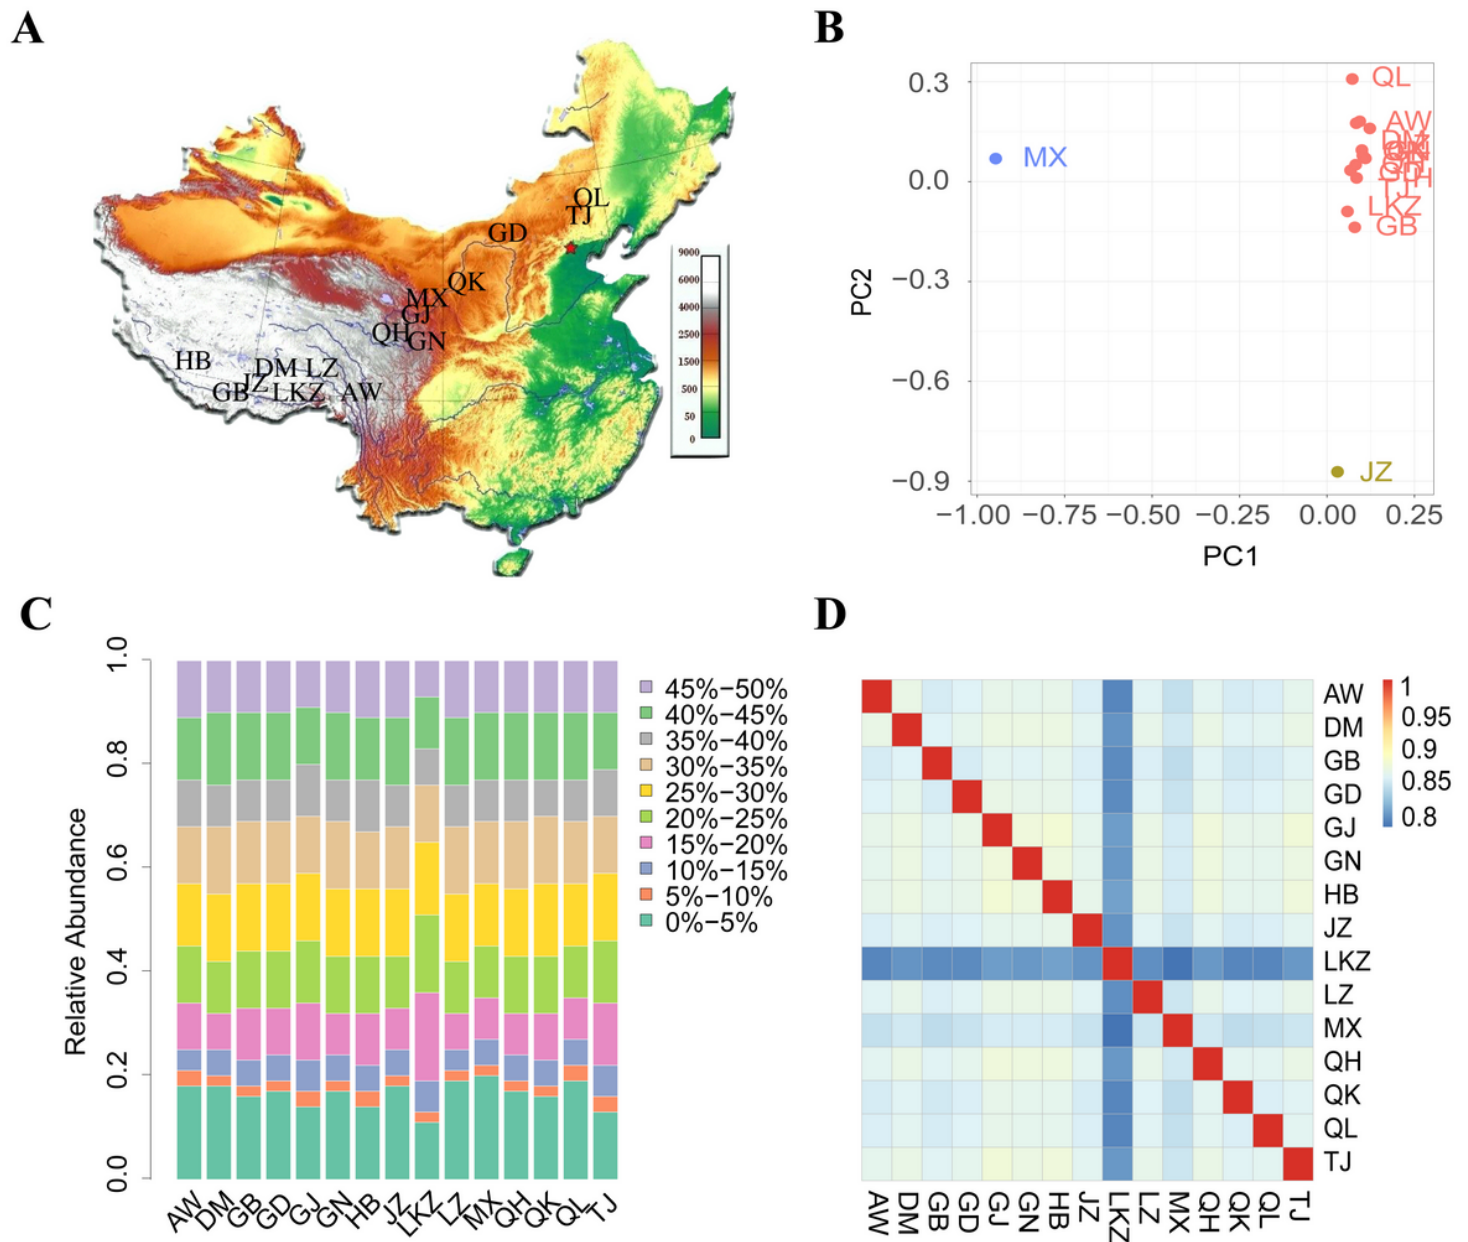 A
QL
TJ
GD
QK
MX
GJ
QH
GN
HB
DM LZ
JZ
GB
LKZ
AW
9000
6000
4000
2500
1500
500
50
0
B
0.3
0.0
−0.3
−0.6
−0.9
PC2
QL
AW
DM
TJ
LKZ
GB
MX
JZ
−1.00 −0.75 −0.50 −0.25 0.00 0.25
PC1
C
Relative Abundance
1.0
0.8
0.6
0.4
0.2
0.0
45%−50%
40%−45%
35%−40%
30%−35%
25%−30%
20%−25%
15%−20%
10%−15%
5%−10%
0%−5%
AW DM GB GD GJ GN HB JZ LKZ LZ MX QH QK QL TJ
D
AW
DM
GB
GD
GJ
GN
HB
JZ
LKZ
LZ
MX
QH
QK
QL
TJ
1
0.95
0.9
0.85
0.8
AW DM GB GD GJ GN HB JZ LKZ LZ MX QH QK QL TJ